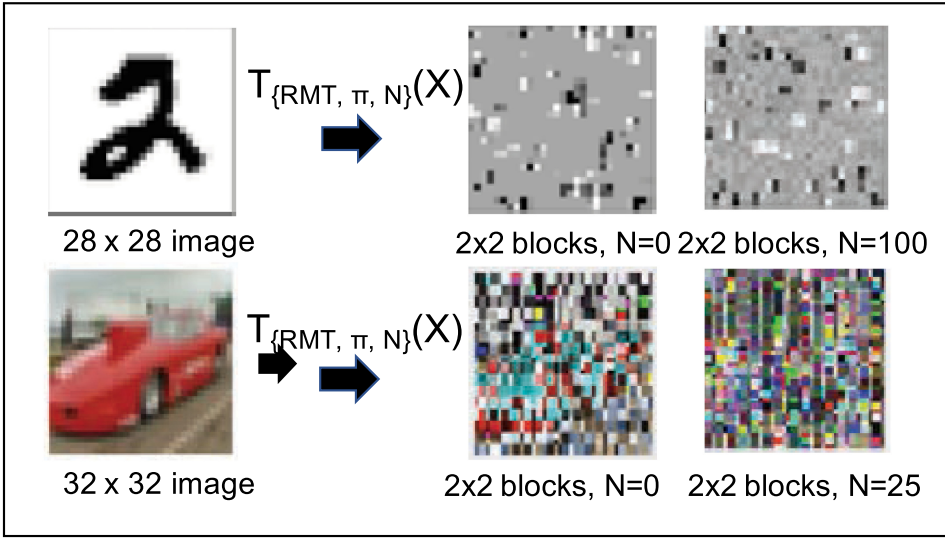 T{RMT, π, N}(X)
28 x 28 image
2x2 blocks, N=0
2x2 blocks, N=100
T{RMT, π, N}(X)
32 x 32 image
2x2 blocks, N=0
2x2 blocks, N=25